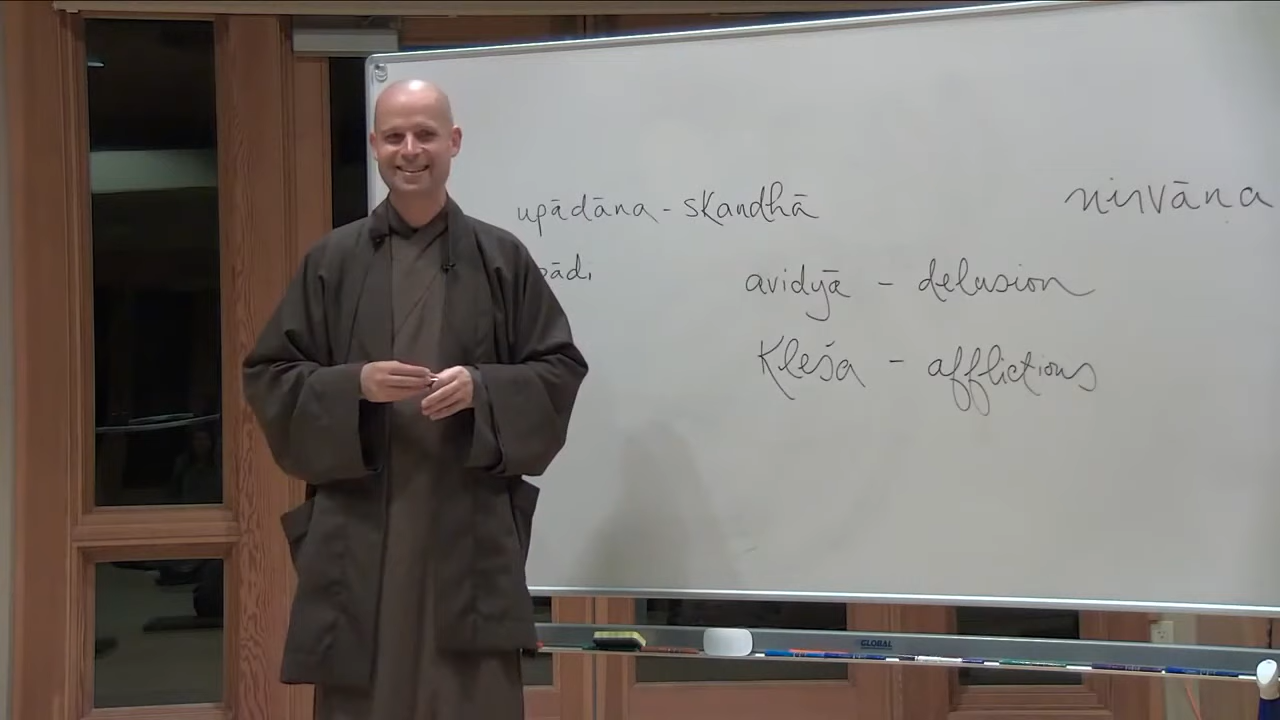 upādāna - skandhā
nirvāna
avidyā - delusion
Kleśa - afflictions
GLOBAL